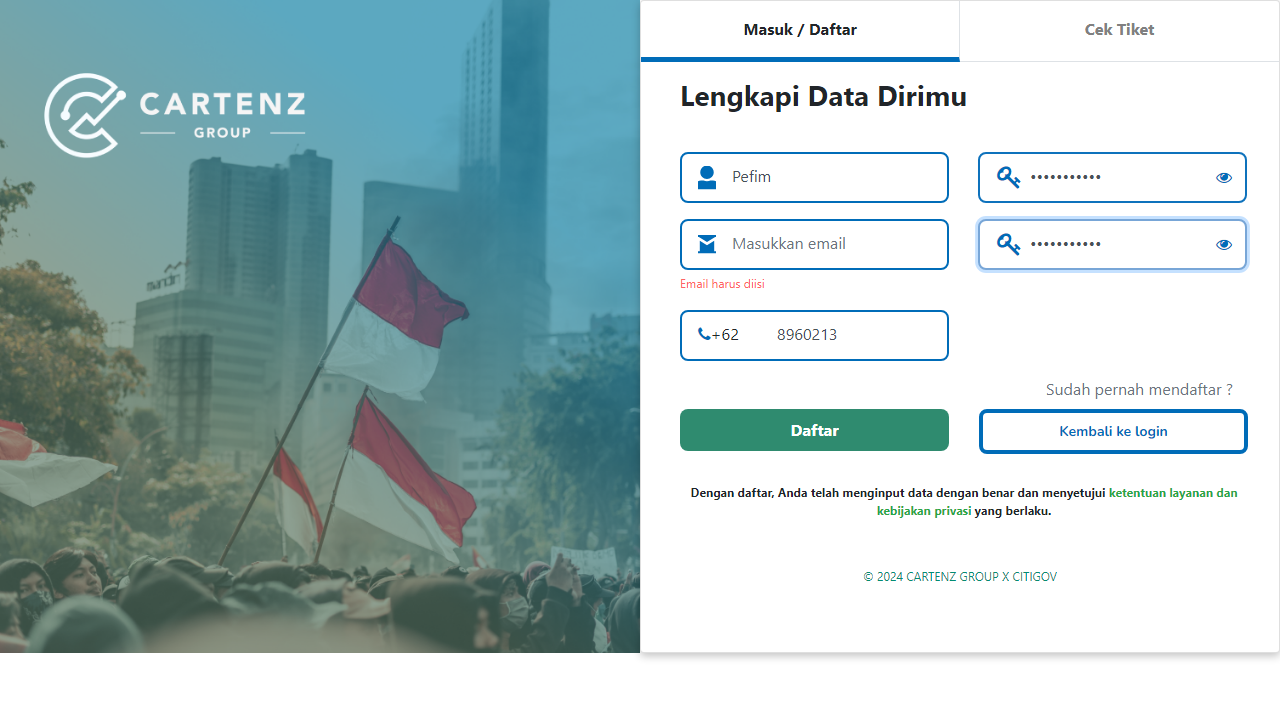 CARTENZ
GROUP
Masuk / Daftar
Cek Tiket
Lengkapi Data Dirimu
Pefim
•••••••••••
Masukkan email
•••••••••••
Email harus diisi
+62 8960213
Sudah pernah mendaftar ?
Daftar
Kembali ke login
Dengan daftar, Anda telah menginput data dengan benar dan menyetujui ketentuan layanan dan
kebijakan privasi yang berlaku.
© 2024 CARTENZ GROUP X CITIGOV